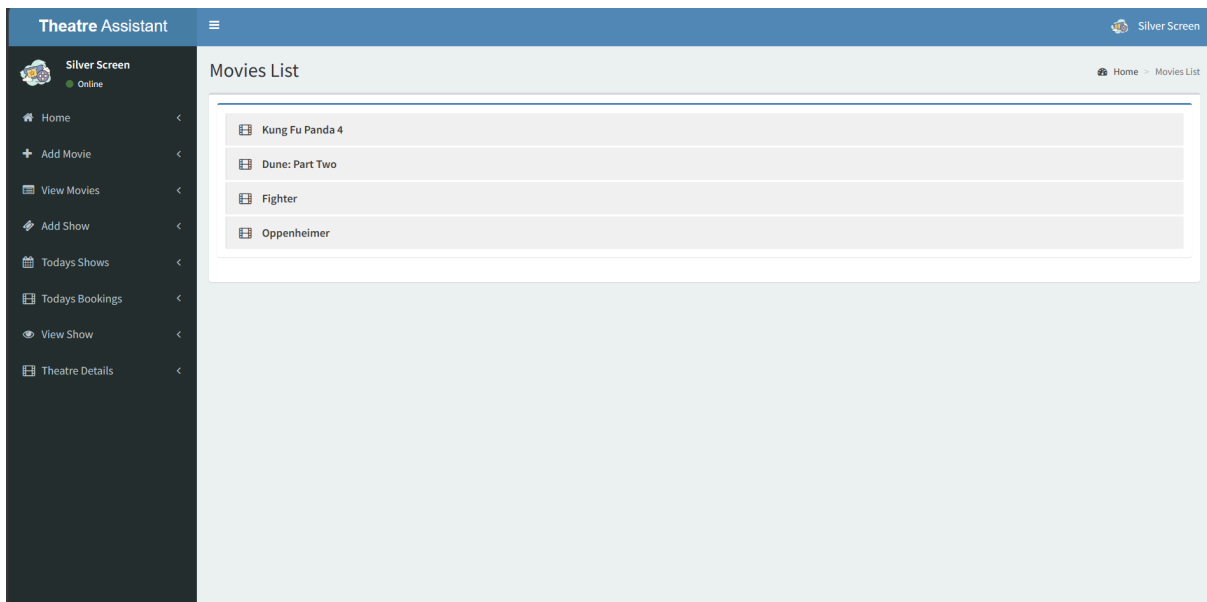 Theatre Assistant
Silver Screen
Silver Screen
Online
Movies List
Home > Movies List
Home
Add Movie
View Movies
Add Show
Todays Shows
Todays Bookings
View Show
Theatre Details
Kung Fu Panda 4
Dune: Part Two
Fighter
Oppenheimer